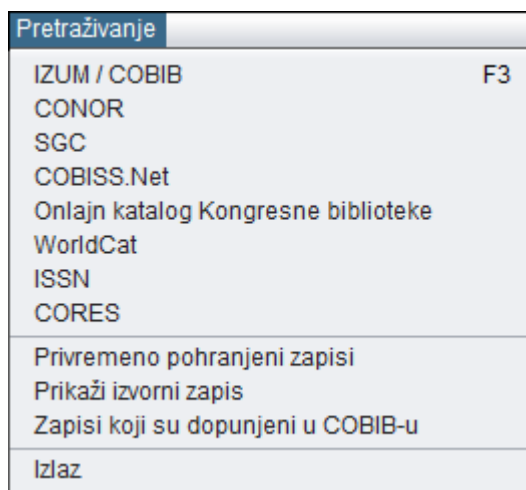 Pretraživanje
IZUM / COBIB F3
CONOR
SGC
COBISS.Net
Onlajn katalog Kongresne biblioteke
WorldCat
ISSN
CORES
Privremeno pohranjeni zapisi
Prikaži izvorni zapis
Zapisi koji su dopunjeni u COBIB-u
Izlaz